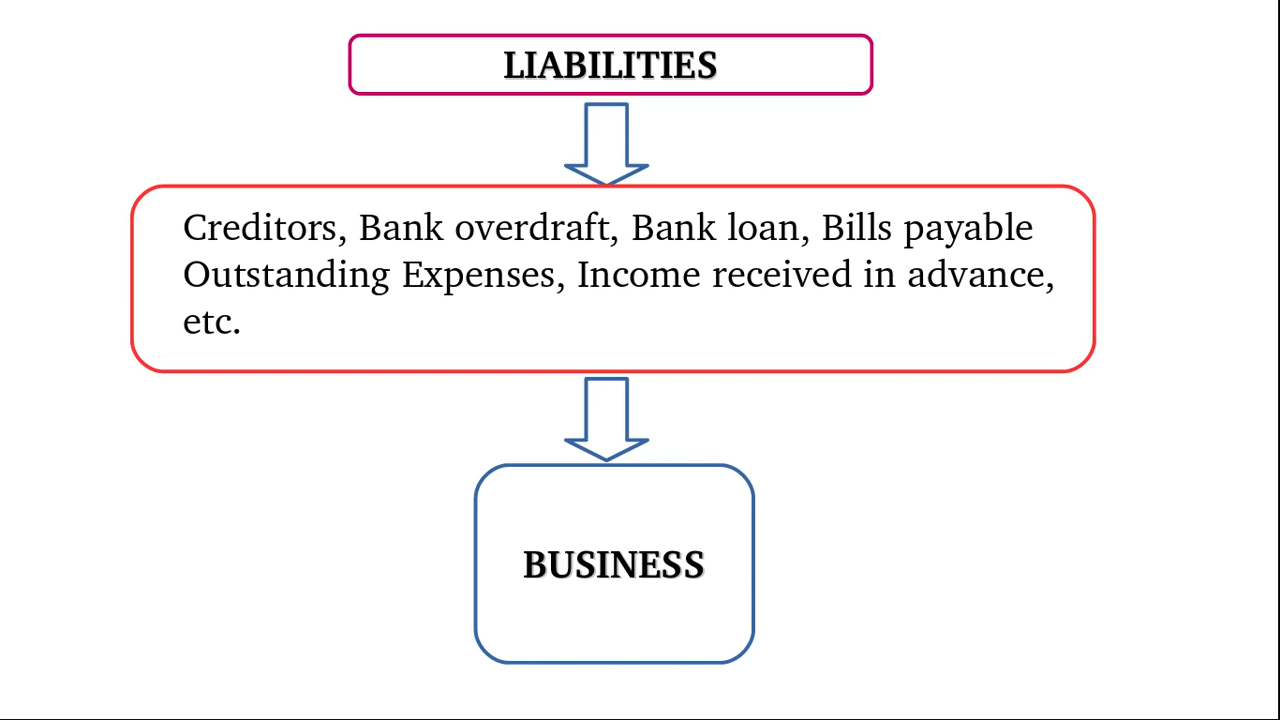 LIABILITIES
Creditors, Bank overdraft, Bank loan, Bills payable
Outstanding Expenses, Income received in advance,
etc.
BUSINESS